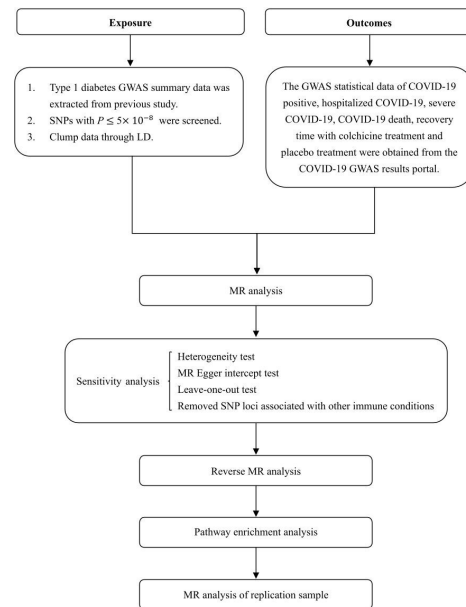 Exposure
Outcomes
1. Type 1 diabetes GWAS summary data was
extracted from previous study.
2. SNPs with P ≤ 5× 10⁻⁸ were screened.
3. Clump data through LD.
The GWAS statistical data of COVID-19
positive, hospitalized COVID-19, severe
COVID-19, COVID-19 death, recovery
time with colchicine treatment and
placebo treatment were obtained from the
COVID-19 GWAS results portal.
MR analysis
Sensitivity analysis
Heterogeneity test
MR Egger intercept test
Leave-one-out test
Removed SNP loci associated with other immune conditions
Reverse MR analysis
Pathway enrichment analysis
MR analysis of replication sample